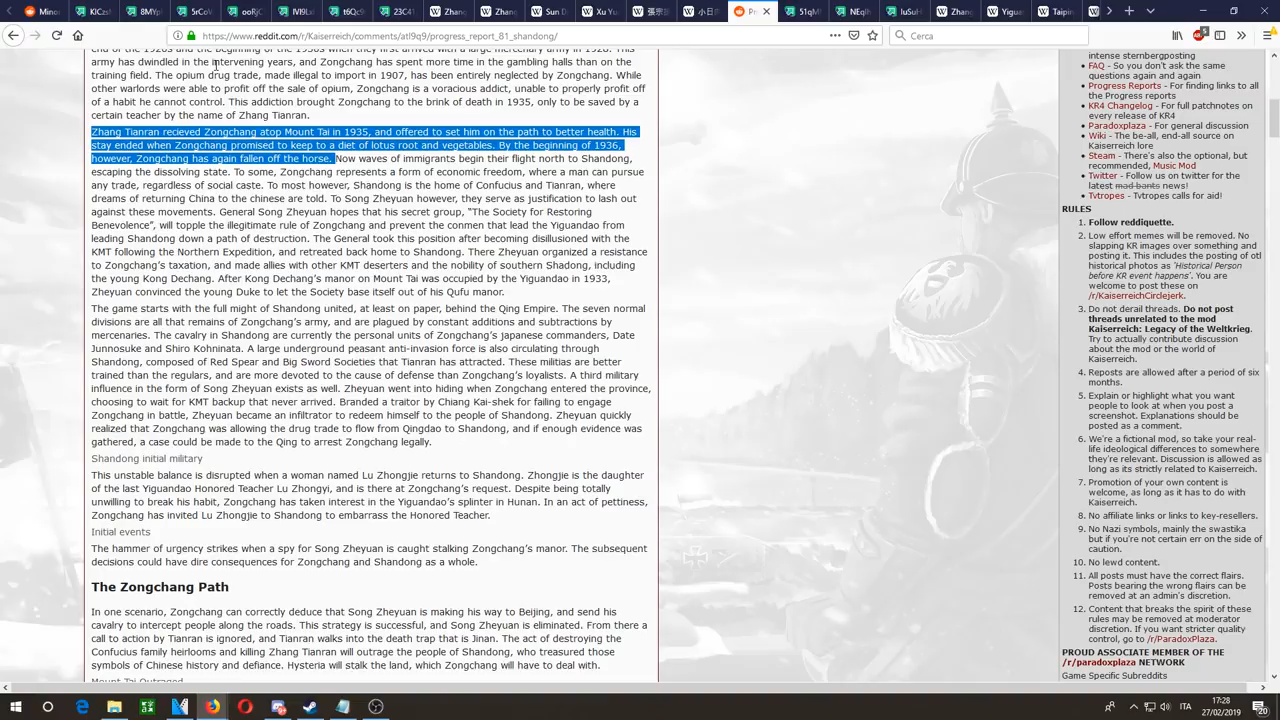 Minor
KICzsh
8MYpl
5rCoV
ooRjC
IVI9Lx
t6Qc9
23C41
Zhang
Zhang
Sun D
Xu Yu
張宗
小日
Pr
51qMt
NEqIh
IuSuH
Zhang
Yiguan
Taipin
https://www.reddit.com/r/Kaiserreich/comments/atl9q9/progress_report_81_shandong/
Cerca
end of the 1920s and the beginning of the 1930s when they first arrived with a large mercenary army in 1928. This
army has dwindled in the intervening years, and Zongchang has spent more time in the gambling halls than on the
training field. The opium drug trade, made illegal to import in 1907, has been entirely neglected by Zongchang. While
other warlords were able to profit off the sale of opium, Zongchang is a voracious addict, unable to properly profit off
of a habit he cannot control. This addiction brought Zongchang to the brink of death in 1935, only to be saved by a
certain teacher by the name of Zhang Tianran.
Zhang Tianran recieved Zongchang atop Mount Tai in 1935, and offered to set him on the path to better health. His
stay ended when Zongchang promised to keep to a diet of lotus root and vegetables. By the beginning of 1936,
however, Zongchang has again fallen off the horse. Now waves of immigrants begin their flight north to Shandong,
escaping the dissolving state. To some, Zongchang represents a form of economic freedom, where a man can pursue
any trade, regardless of social caste. To most however, Shandong is the home of Confucius and Tianran, where
dreams of returning China to the chinese are told. To Song Zheyuan however, they serve as justification to lash out
against these movements. General Song Zheyuan hopes that his secret group, “The Society for Restoring
Benevolence”, will topple the illegitimate rule of Zongchang and prevent the conmen that lead the Yiguandao from
leading Shandong down a path of destruction. The General took this position after becoming disillusioned with the
KMT following the Northern Expedition, and retreated back home to Shandong. There Zheyuan organized a resistance
to Zongchang’s taxation, and made allies with other KMT deserters and the nobility of southern Shadong, including
the young Kong Dechang. After Kong Dechang’s manor on Mount Tai was occupied by the Yiguandao in 1933,
Zheyuan convinced the young Duke to let the Society base itself out of his Qufu manor.
The game starts with the full might of Shandong united, at least on paper, behind the Qing Empire. The seven normal
divisions are all that remains of Zongchang’s army, and are plagued by constant additions and subtractions by
mercenaries. The cavalry in Shandong are currently the personal units of Zongchang’s japanese commanders, Date
Junnosuke and Shiro Kohninata. A large underground peasant anti-invasion force is also circulating through
Shandong, composed of Red Spear and Big Sword Societies that Tianran has attracted. These militias are better
trained than the regulars, and are more devoted to the cause of defense than Zongchang’s loyalists. A third military
influence in the form of Song Zheyuan exists as well. Zheyuan went into hiding when Zongchang entered the province,
choosing to wait for KMT backup that never arrived. Branded a traitor by Chiang Kai-shek for failing to engage
Zongchang in battle, Zheyuan became an infiltrator to redeem himself to the people of Shandong. Zheyuan quickly
realized that Zongchang was allowing the drug trade to flow from Qingdao to Shandong, and if enough evidence was
gathered, a case could be made to the Qing to arrest Zongchang legally.
Shandong initial military
This unstable balance is disrupted when a woman named Lu Zhongjie returns to Shandong. Zhongjie is the daughter
of the last Yiguandao Honored Teacher Lu Zhongyi, and is there at Zongchang’s request. Despite being totally
unwilling to break his habit, Zongchang has taken interest in the Yiguandao’s splinter in Hunan. In an act of pettiness,
Zongchang has invited Lu Zhongjie to Shandong to embarrass the Honored Teacher.
Initial events
The hammer of urgency strikes when a spy for Song Zheyuan is caught stalking Zongchang’s manor. The subsequent
decisions could have dire consequences for Zongchang and Shandong as a whole.
The Zongchang Path
In one scenario, Zongchang can correctly deduce that Song Zheyuan is making his way to Beijing, and send his
cavalry to intercept people along the roads. This strategy is successful, and Song Zheyuan is eliminated. From there a
call to action by Tianran is ignored, and Tianran walks into the death trap that is Jinan. The act of destroying the
Confucius family heirlooms and killing Zhang Tianran will outrage the people of Shandong, who treasured those
symbols of Chinese history and defiance. Hysteria will stalk the land, which Zongchang will have to deal with.
Mount Tai Outraged
intense sternbergposting
FAQ - So you don't ask the
same questions again and again
Progress Reports - For finding links to all
the Progress reports
KR4 Changelog - For full patchnotes on
every release of KR4
Paradoxplaza - For general discussion
Wiki - The be-all, end-all wiki on
Kaiserreich lore
Steam - There's also the optional, but
recommended, Music Mod
Twitter - Follow us on twitter for the
latest mad bants news!
Tvtropes - Tvtropes calls for aid!
RULES
1. Follow reddiquette.
2. Low effort memes will be removed. No
slapping KR images over something and
posting it. This includes the posting of otl
historical photos as 'Historical Person
before KR event happens'. You are
welcome to post these on
/r/KaiserreichCirclejerk.
3. Do not derail threads. Do not post
threads unrelated to the mod
Kaiserreich: Legacy of the Weltkrieg.
Try to actually contribute discussion
about the mod or the world of
Kaiserreich.
4. Reposts are allowed after a period of six
months.
5. Explain or highlight what you want
people to look at when you post a
screenshot. Explanations should be
posted as a comment.
6. We're a fictional mod, so take your real-
life ideological differences to somewhere
they're relevant. Discussion is allowed as
long as its strictly related to Kaiserreich.
7. Promotion of your own content is
welcome, as long as it has to do with
Kaiserreich.
8. No affiliate links or links to key-resellers.
9. No Nazi symbols, mainly the swastika
but if you're not certain err on the side of
caution.
10. No lewd content.
11. All posts must have the correct flairs.
Posts bearing the wrong flairs can be
removed at an admin's discretion.
12. Content that breaks the spirit of these
rules may be removed at moderator
discretion. If you want stricter quality
control, go to /r/ParadoxPlaza.
PROUD ASSOCIATE MEMBER OF THE
/r/paradoxplaza NETWORK
Game Specific Subreddits
ITA
17:28
27/02/2019
20